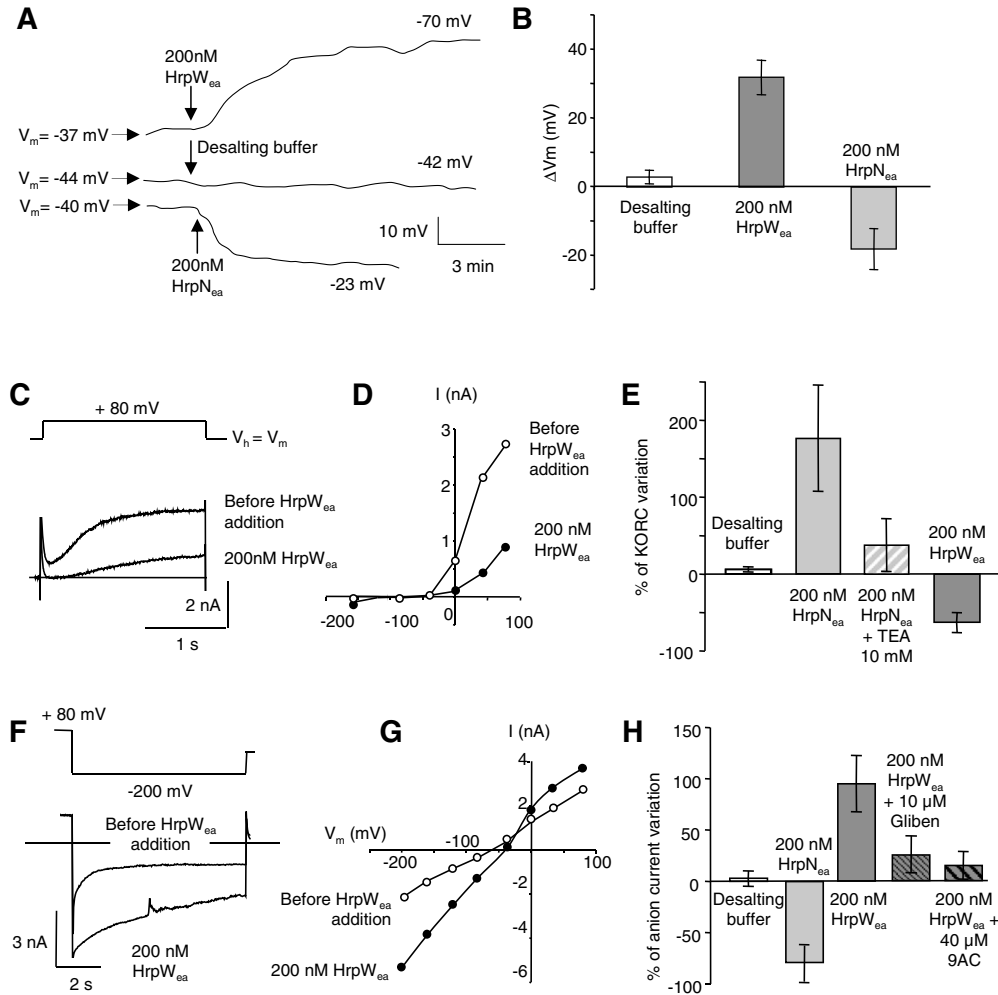 A
-70 mV
200nM
HrpWea
Vm= -37 mV
Desalting buffer
-42 mV
Vm= -44 mV
Vm= -40 mV
10 mV
3 min
200nM
HrpNea
-23 mV
B
ΔVm (mV)
40
20
0
-20
Desalting
buffer
200 nM
HrpWea
200 nM
HrpNea
C
+ 80 mV
Vh = Vm
Before HrpWea
addition
200nM HrpWea
2 nA
1 s
D
I (nA)
3
2
1
0
-200
-100
100
Before
HrpWea
addition
200 nM
HrpWea
E
% of KORC variation
200
100
0
-100
Desalting
buffer
200 nM
HrpNea
200 nM
HrpNea
+ TEA
10 mM
200 nM
HrpWea
F
+ 80 mV
-200 mV
Before HrpWea
addition
3 nA
2 s
200 nM
HrpWea
G
I (nA)
4
2
-2
-4
-6
Vm (mV)
-200
-100
100
Before HrpWea
addition
200 nM HrpWea
H
% of anion current variation
150
100
50
0
-50
-100
Desalting
buffer
200 nM
HrpNea
200 nM
HrpWea
200 nM
HrpWea
+ 10 µM
Gliben
200 nM
HrpWea +
40 µM
9AC